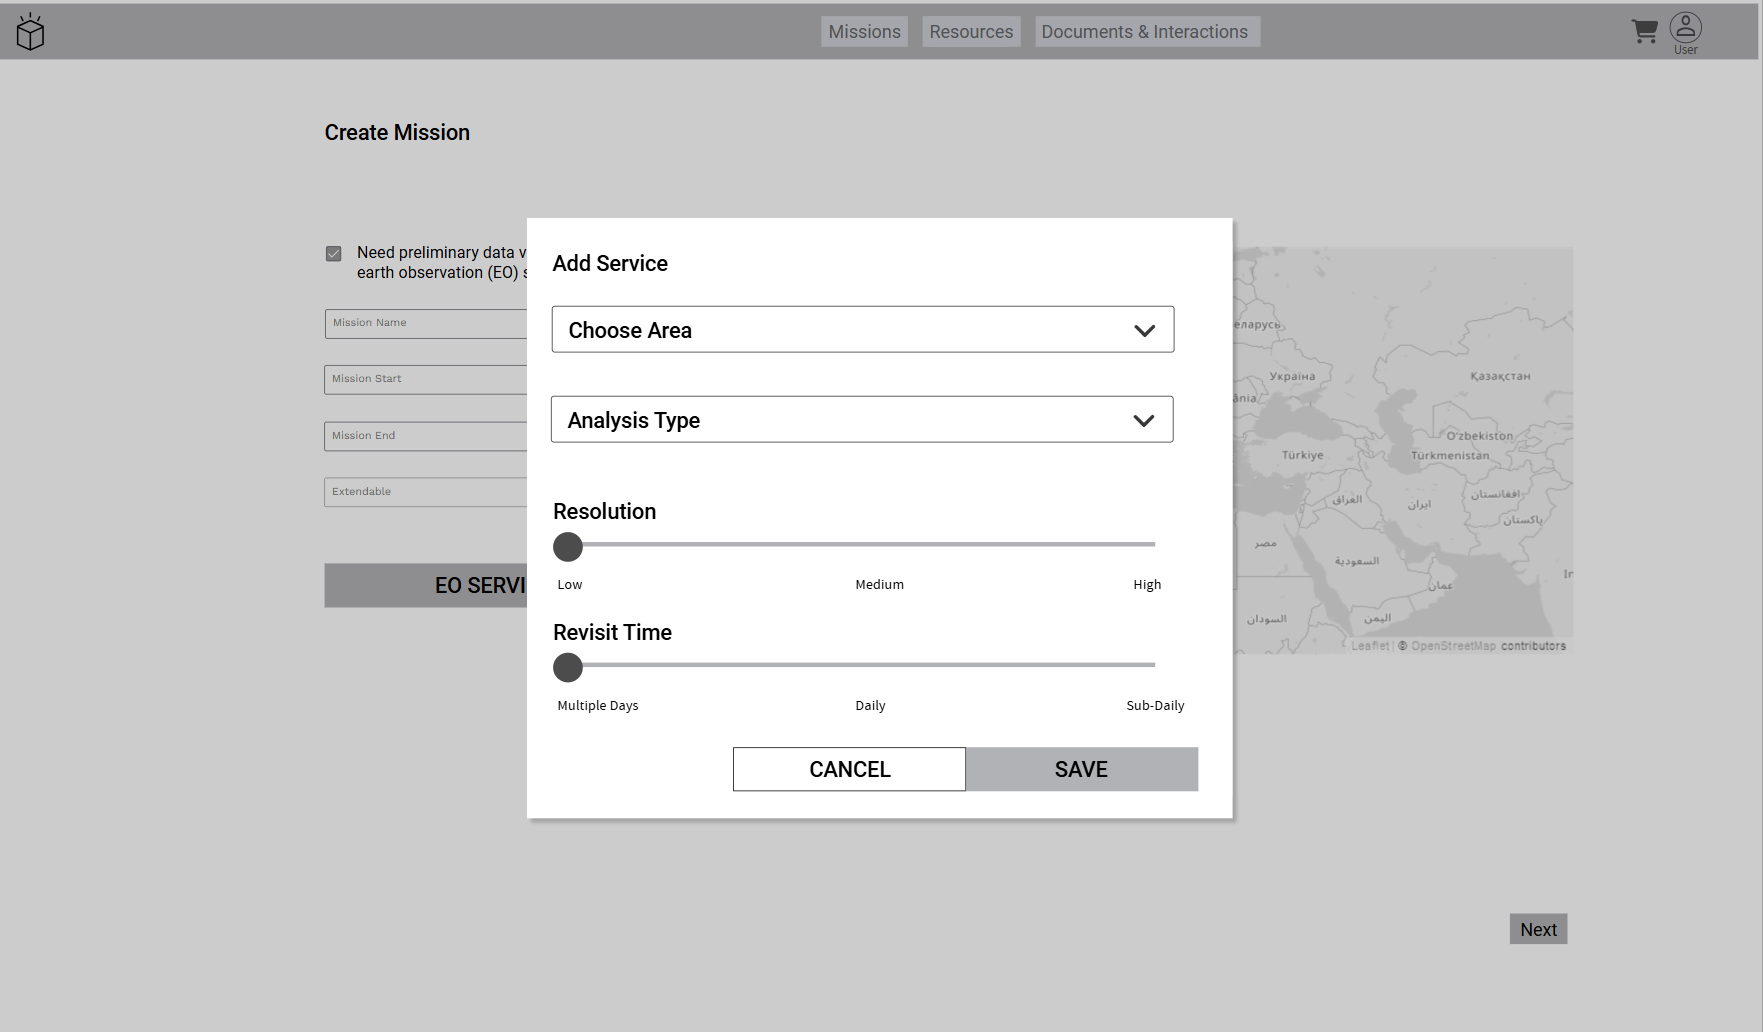 Missions
Resources
Documents & Interactions
User
Create Mission
Need preliminary data v
earth observation (EO) s
Mission Name
Mission Start
Mission End
Extendable
EO SERVI
Add Service
Choose Area
Analysis Type
Resolution
Low
Medium
High
Revisit Time
Multiple Days
Daily
Sub-Daily
CANCEL
SAVE
еларусь
Україна
Қазақстан
ânia
O'zbekiston
Türkiye
Türkmenistan
العراق
ایران
افغانستان
پاکستان
مصر
السعودية
عمان
In
السودان
اليمن
Leaflet | © OpenStreetMap contributors
Next